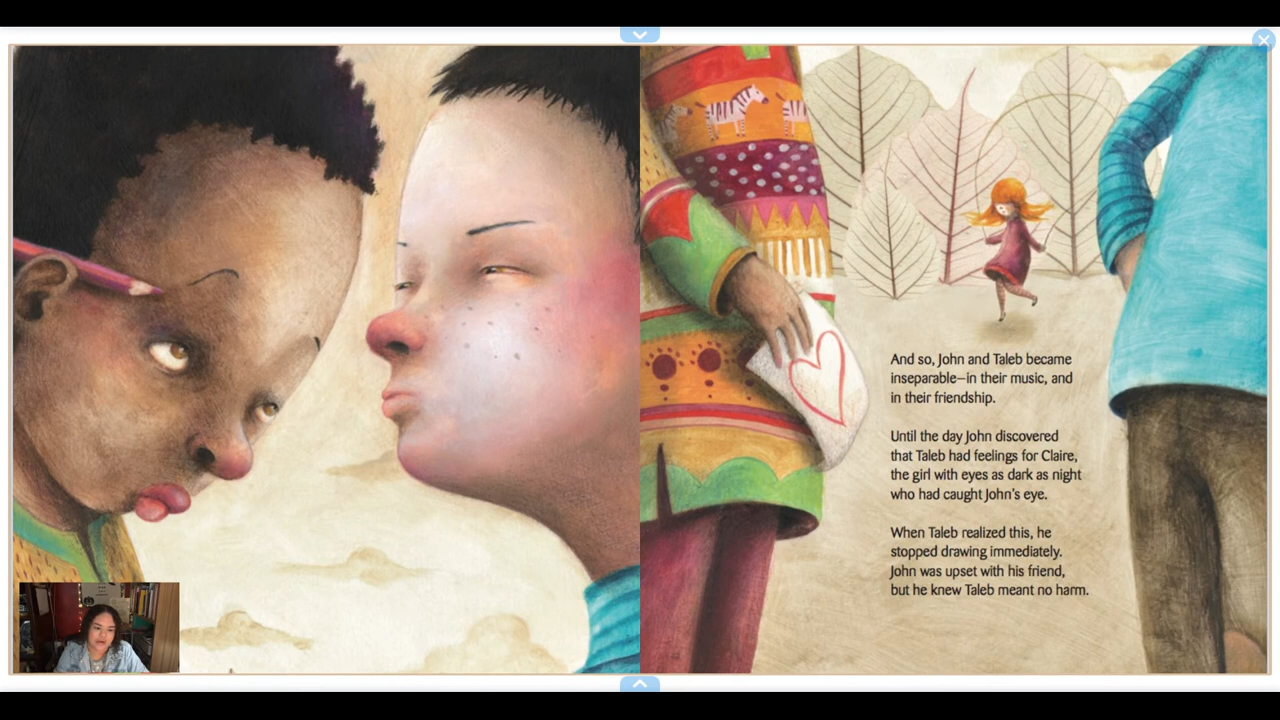 And so, John and Taleb became
inseparable—in their music, and
in their friendship.
Until the day John discovered
that Taleb had feelings for Claire,
the girl with eyes as dark as night
who had caught John's eye.
When Taleb realized this, he
stopped drawing immediately.
John was upset with his friend,
but he knew Taleb meant no harm.